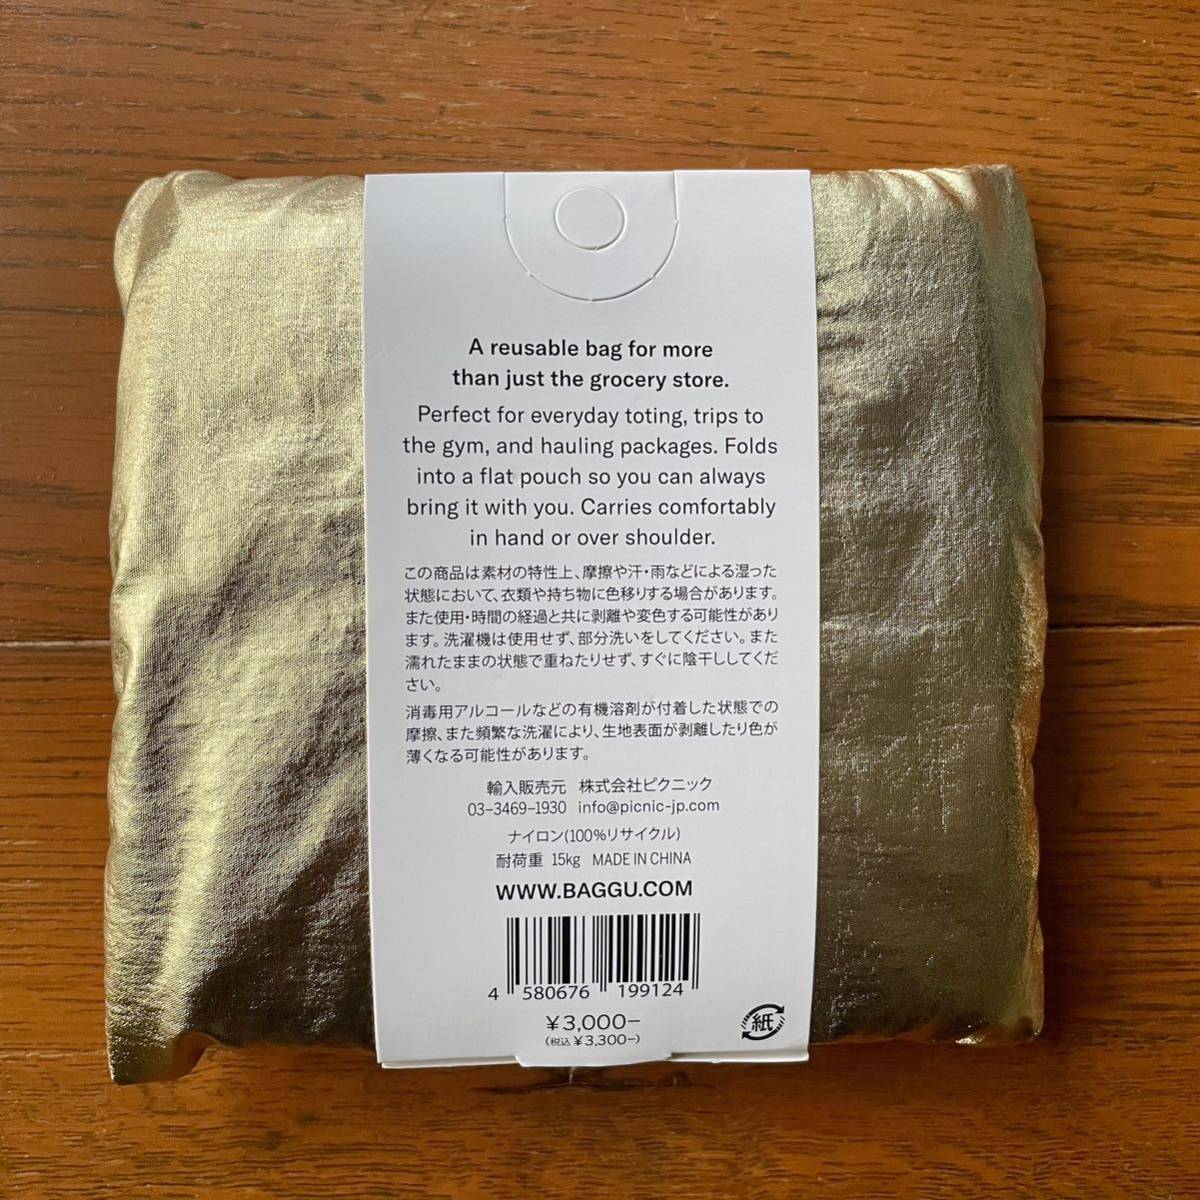 A reusable bag for more
than just the grocery store.
Perfect for everyday toting, trips to
the gym, and hauling packages. Folds
into a flat pouch so you can always
bring it with you. Carries comfortably
in hand or over shoulder.
この商品は素材の特性上、摩擦や汗・雨などによる湿った
状態において、衣類や持ち物に色移りする場合があります。
また使用・時間の経過と共に剥離や変色する可能性があり
ます。洗濯機は使用せず、部分洗いをしてください。また
濡れたままの状態で重ねたりせず、すぐに陰干ししてくだ
さい。
消毒用アルコールなどの有機溶剤が付着した状態での
摩擦、また頻繁な洗濯により、生地表面が剥離したり色が
薄くなる可能性があります。
輸入販売元 株式会社ピクニック
03-3469-1930 info@picnic-jp.com
ナイロン(100%リサイクル)
耐荷重 15kg MADE IN CHINA
WWW.BAGGU.COM
4 580676 199124
¥3,000-
(税込 ¥3,300-)
紙